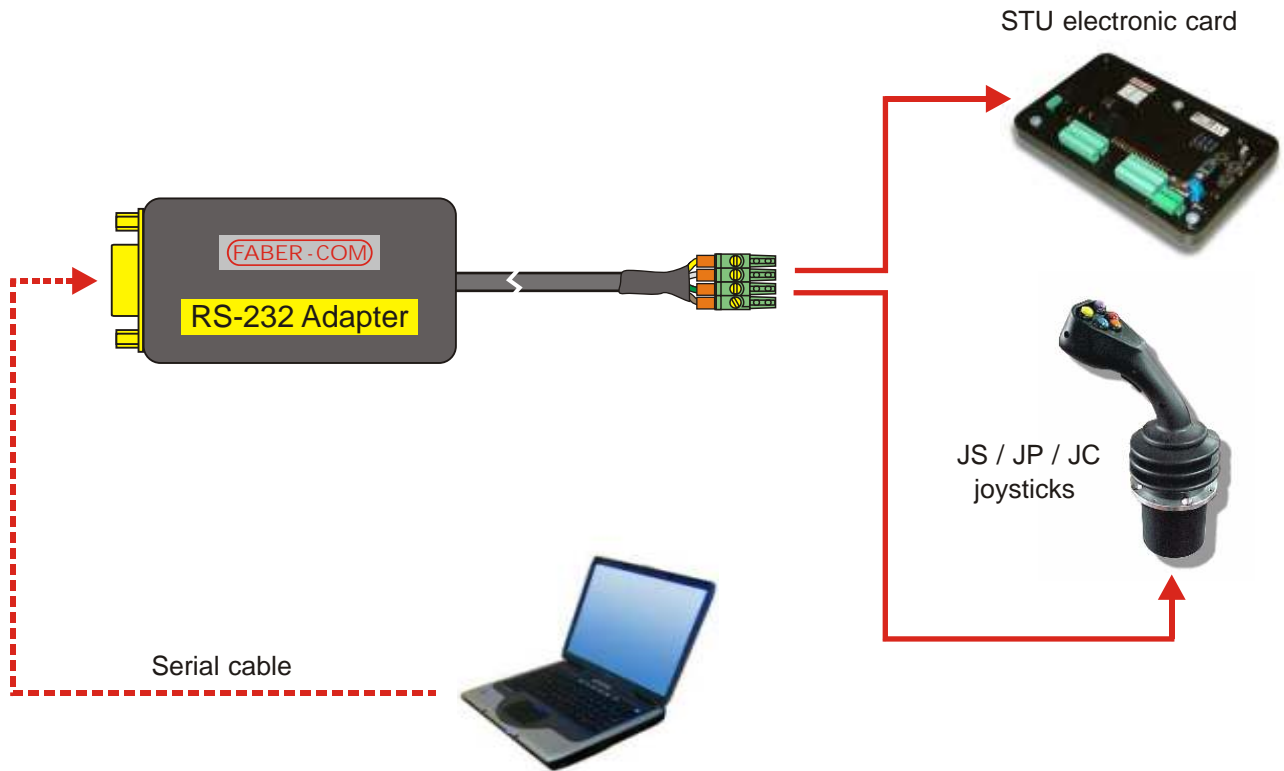 STU electronic card
FABER-COM
RS-232 Adapter
JS / JP / JC
joysticks
Serial cable